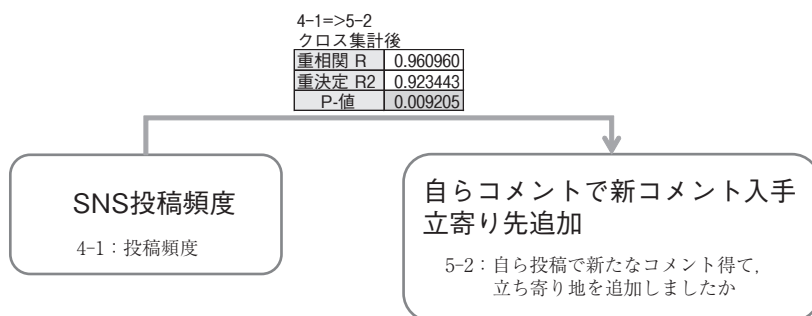 4-1=>5-2
クロス集計後
重相関 R 0.960960
重決定 R2 0.923443
P-値 0.009205
SNS投稿頻度
4-1：投稿頻度
自らコメントで新コメント入手
立寄り先追加
5-2：自ら投稿で新たなコメント得て，
立ち寄り地を追加しましたか